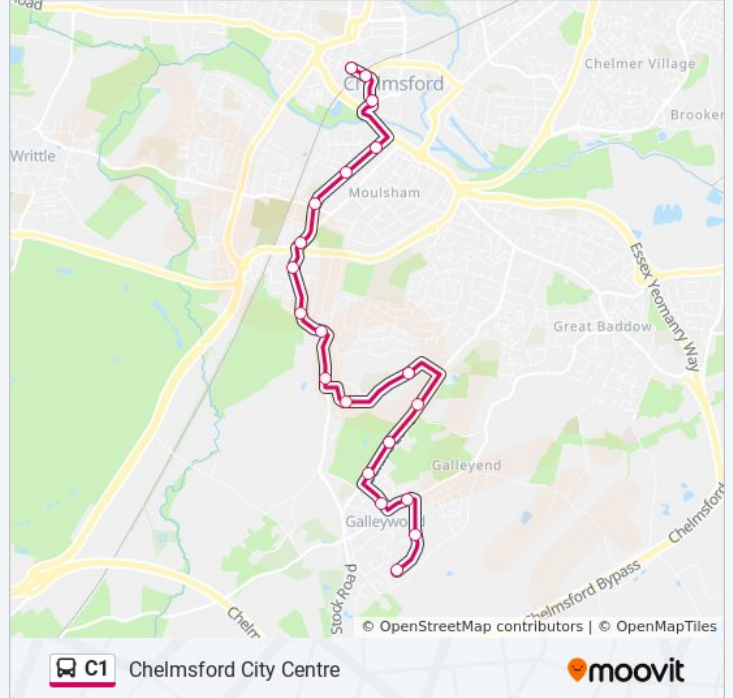 oad
Chelmsford
Chelmer Village
Brooker
Writtle
Moulsham
Essex Yeomanry Way
Great Baddow
Galleyend
Galleywood
Chelmsford
Stock Road
Chelmsford Bypass
Chelm
© OpenStreetMap contributors | © OpenMapTiles
C1 Chelmsford City Centre
moovit